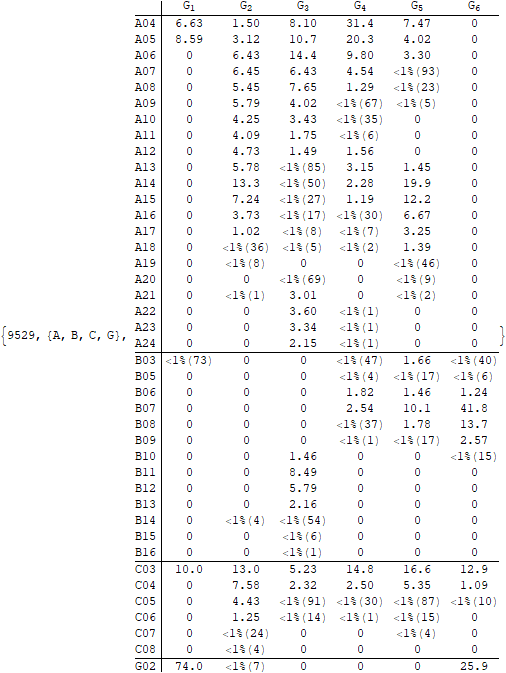 G1 G2 G3 G4 G5 G6
A04 6.63 1.50 8.10 31.4 7.47 0
A05 8.59 3.12 10.7 20.3 4.02 0
A06 0 6.43 14.4 9.80 3.30 0
A07 0 6.45 6.43 4.54 <1%(93) 0
A08 0 5.45 7.65 1.29 <1%(23) 0
A09 0 5.79 4.02 <1%(67) <1%(5) 0
A10 0 4.25 3.43 <1%(35) 0 0
A11 0 4.09 1.75 <1%(6) 0 0
A12 0 4.73 1.49 1.56 0 0
A13 0 5.78 <1%(85) 3.15 1.45 0
A14 0 13.3 <1%(50) 2.28 19.9 0
A15 0 7.24 <1%(27) 1.19 12.2 0
A16 0 3.73 <1%(17) <1%(30) 6.67 0
A17 0 1.02 <1%(8) <1%(7) 3.25 0
A18 0 <1%(36) <1%(5) <1%(2) 1.39 0
A19 0 <1%(8) 0 0 <1%(46) 0
A20 0 0 <1%(69) 0 <1%(9) 0
A21 0 <1%(1) 3.01 0 <1%(2) 0
A22 0 0 3.60 <1%(1) 0 0
A23 0 0 3.34 <1%(1) 0 0
{9529, {A, B, C, G}, A24 0 0 2.15 <1%(1) 0 0 }
B03 <1%(73) 0 0 <1%(47) 1.66 <1%(40)
B05 0 0 0 <1%(4) <1%(17) <1%(6)
B06 0 0 0 1.82 1.46 1.24
B07 0 0 0 2.54 10.1 41.8
B08 0 0 0 <1%(37) 1.78 13.7
B09 0 0 0 <1%(1) <1%(17) 2.57
B10 0 0 1.46 0 0 <1%(15)
B11 0 0 8.49 0 0 0
B12 0 0 5.79 0 0 0
B13 0 0 2.16 0 0 0
B14 0 <1%(4) <1%(54) 0 0 0
B15 0 0 <1%(6) 0 0 0
B16 0 0 <1%(1) 0 0 0
C03 10.0 13.0 5.23 14.8 16.6 12.9
C04 0 7.58 2.32 2.50 5.35 1.09
C05 0 4.43 <1%(91) <1%(30) <1%(87) <1%(10)
C06 0 1.25 <1%(14) <1%(1) <1%(15) 0
C07 0 <1%(24) 0 0 <1%(4) 0
C08 0 <1%(4) 0 0 0 0
G02 74.0 <1%(7) 0 0 0 25.9